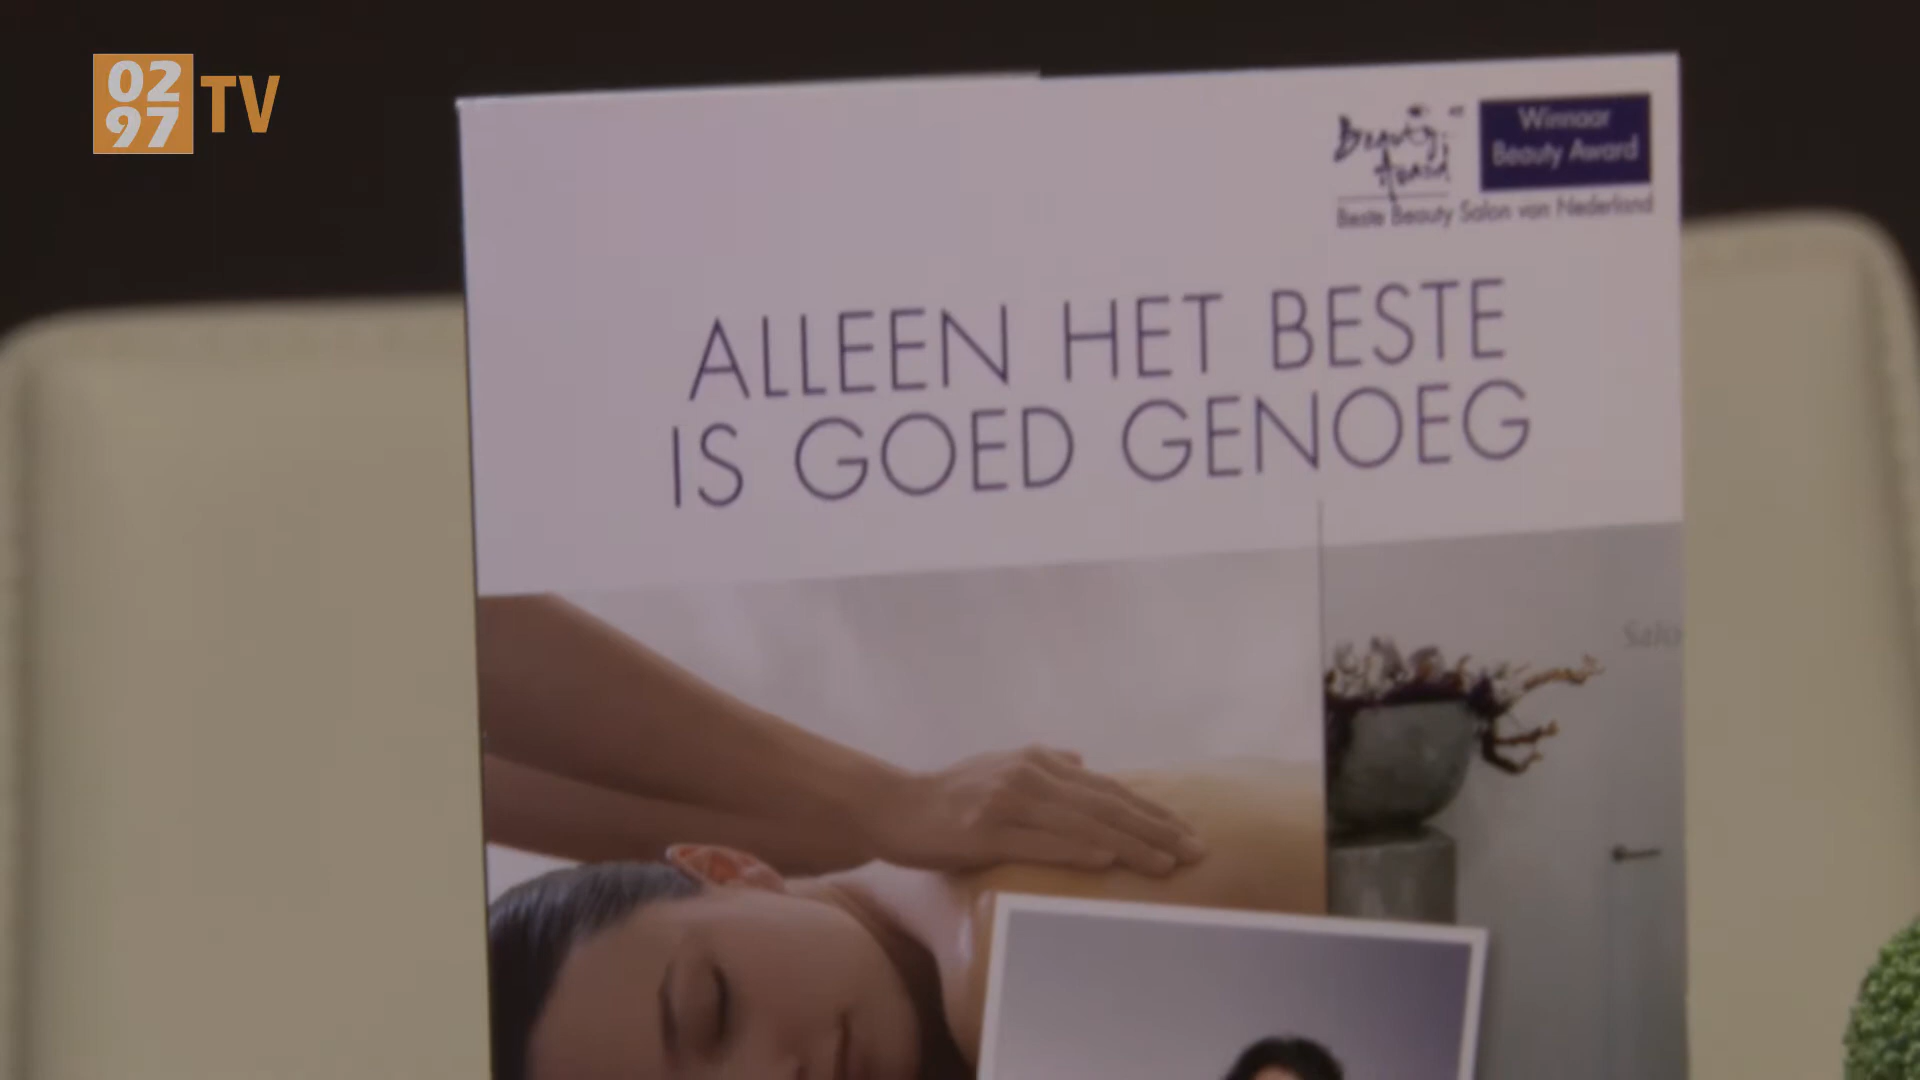 02
97
TV
Beauty
Award
Winnaar
Beauty Award
Beste Beauty Salon van Nederland
ALLEEN HET BESTE
IS GOED GENOEG
Salo